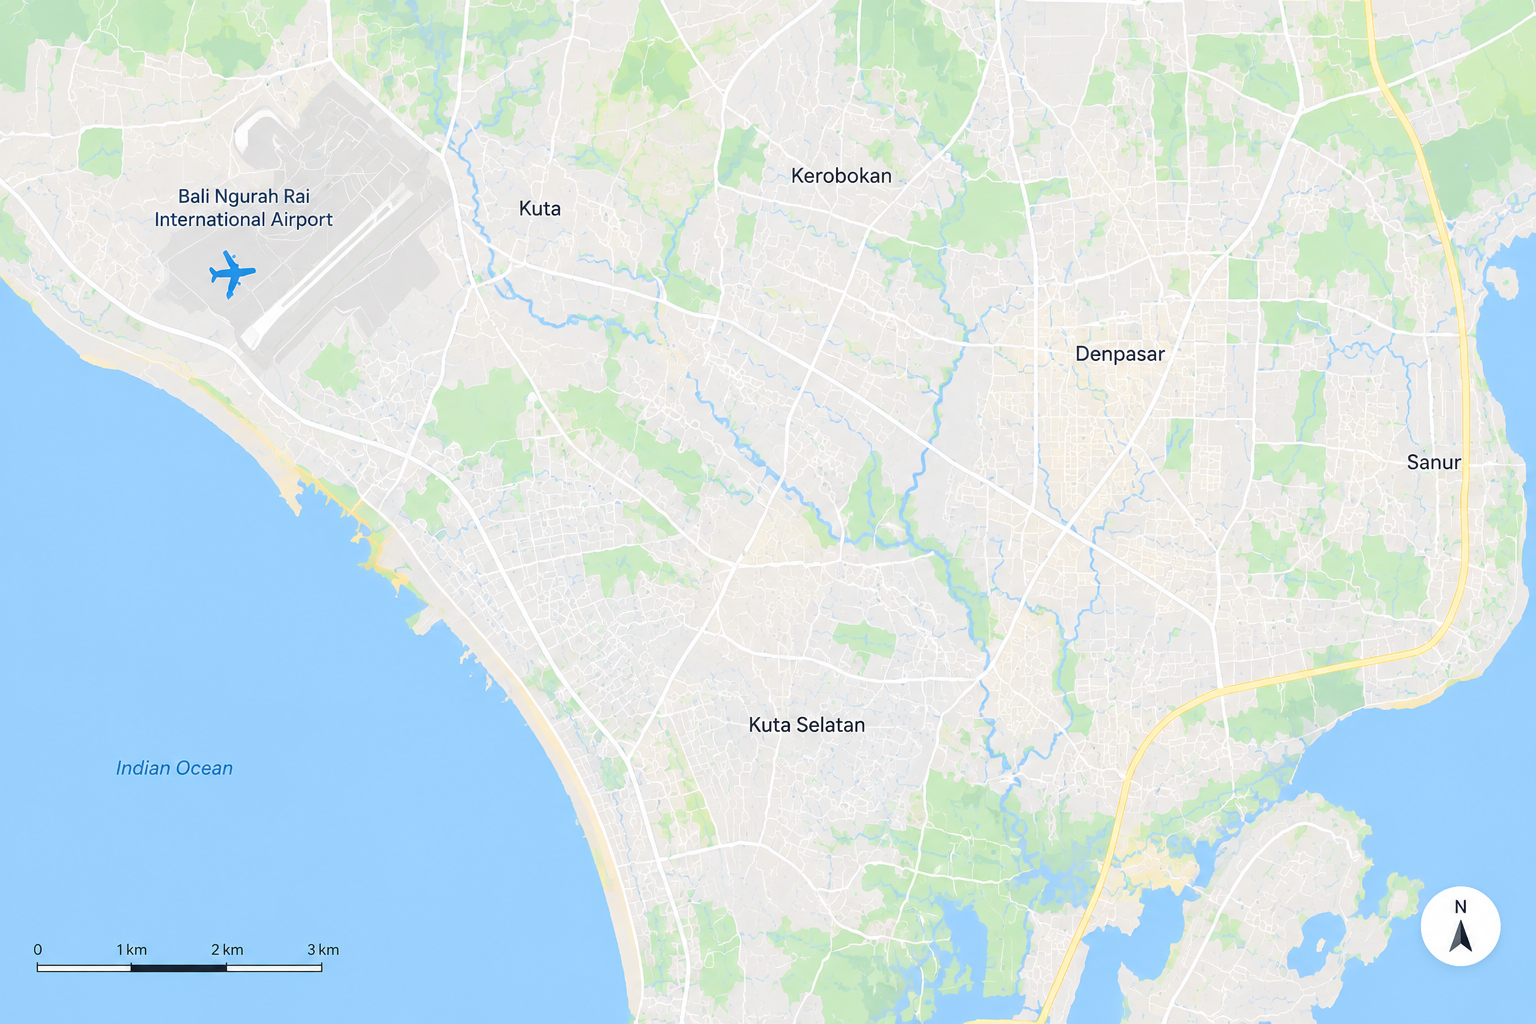 Kerobokan
Bali Ngurah Rai
International Airport
Kuta
Denpasar
Sanur
Kuta Selatan
Indian Ocean
N
0 1 km 2 km 3 km